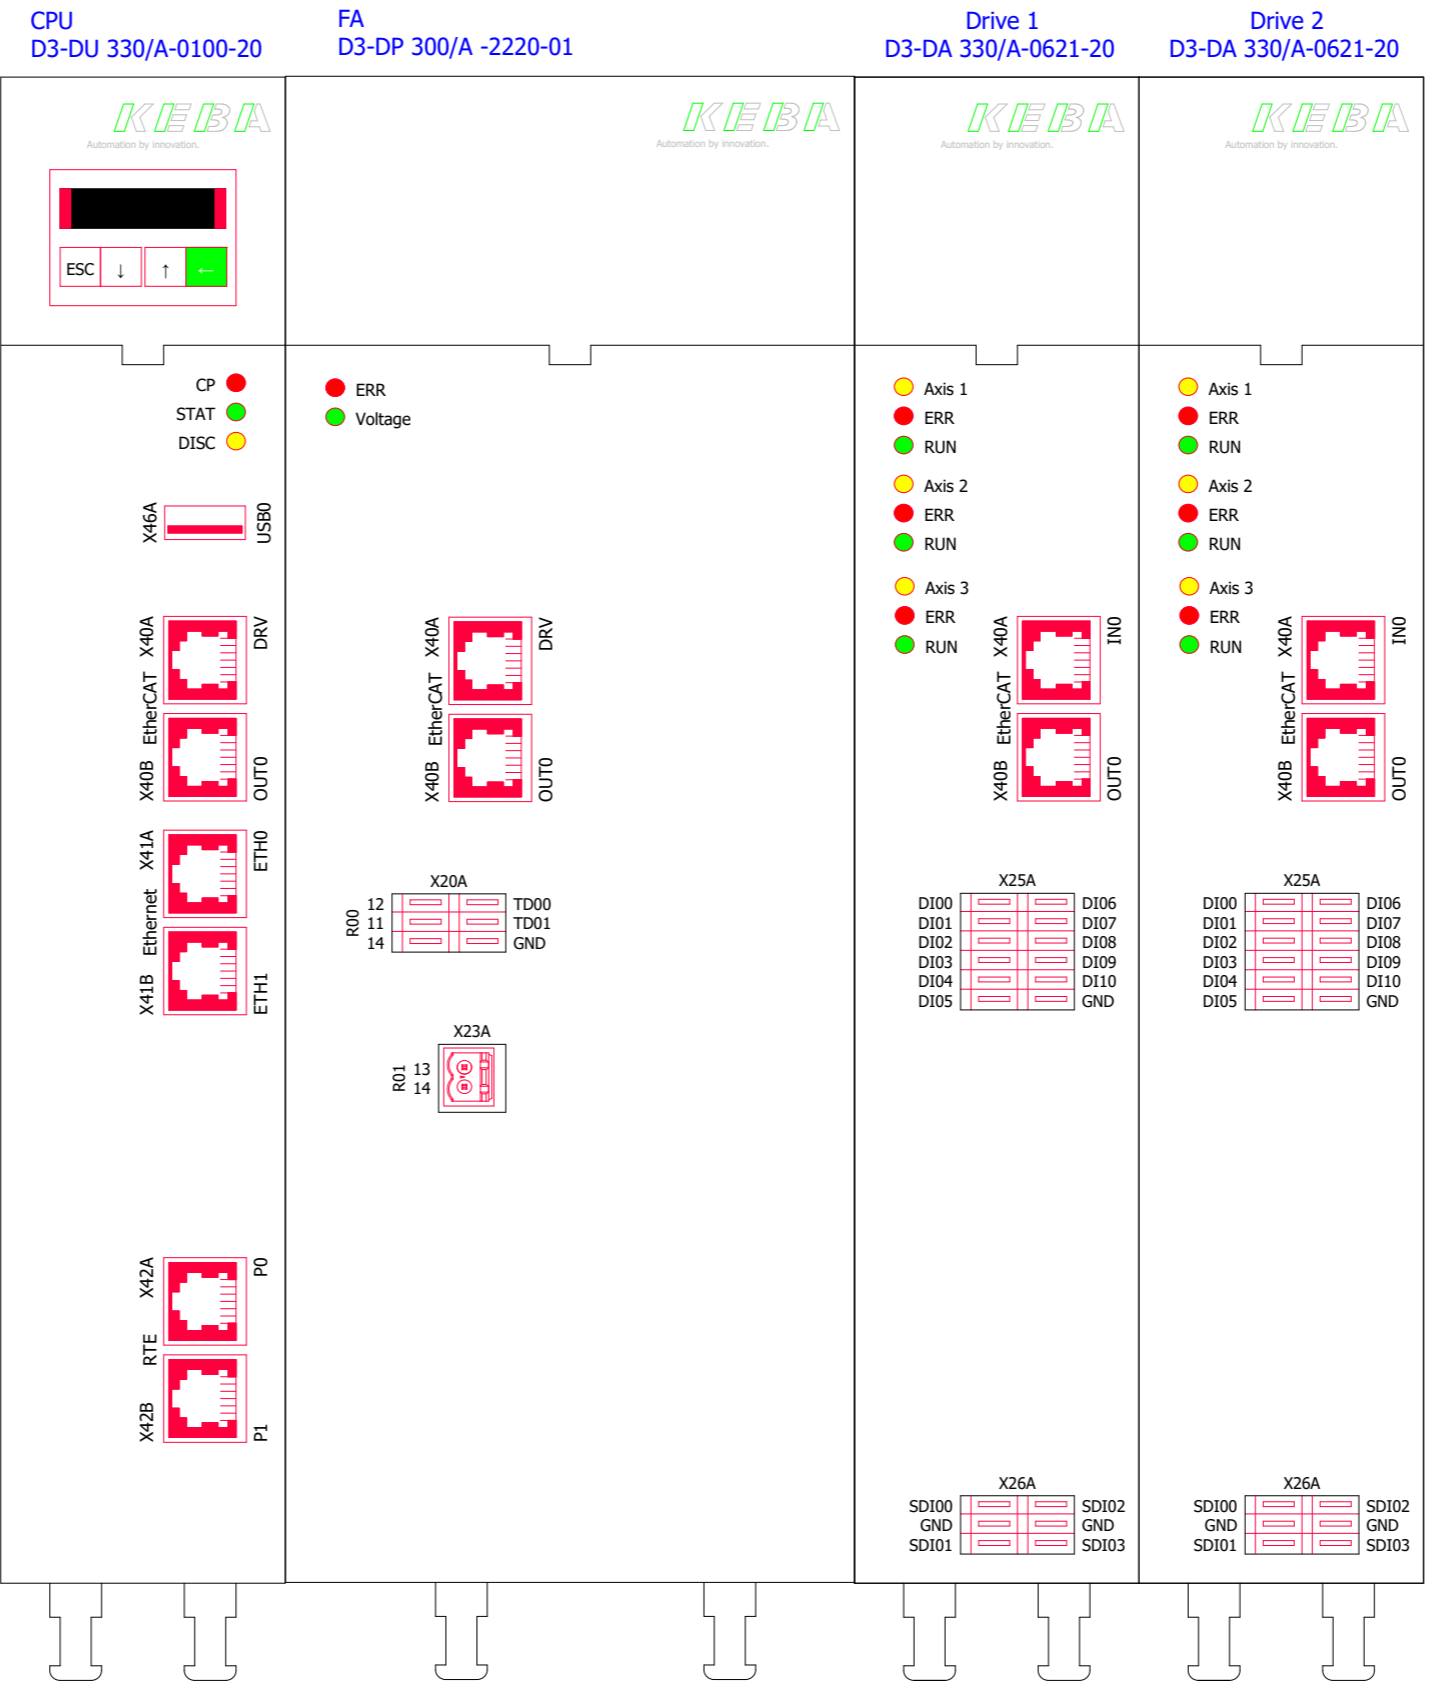 CPU
D3-DU 330/A-0100-20
FA
D3-DP 300/A -2220-01
Drive 1
D3-DA 330/A-0621-20
Drive 2
D3-DA 330/A-0621-20
KEBA
Automation by innovation.
ESC ↓ ↑ ←
CP
STAT
DISC
X46A
USB0
X40A
DRV
EtherCAT
X40B
OUT0
X41A
ETH0
Ethernet
X41B
ETH1
X42A
P0
RTE
X42B
P1
KEBA
Automation by innovation.
ERR
Voltage
X40A
DRV
EtherCAT
X40B
OUT0
X20A
R00
12 TD00
11 TD01
14 GND
X23A
R01
13
14
KEBA
Automation by innovation.
Axis 1
ERR
RUN
Axis 2
ERR
RUN
Axis 3
ERR
RUN
X40A
IN0
EtherCAT
X40B
OUT0
X25A
DI00 DI06
DI01 DI07
DI02 DI08
DI03 DI09
DI04 DI10
DI05 GND
X26A
SDI00 SDI02
GND GND
SDI01 SDI03
KEBA
Automation by innovation.
Axis 1
ERR
RUN
Axis 2
ERR
RUN
Axis 3
ERR
RUN
X40A
IN0
EtherCAT
X40B
OUT0
X25A
DI00 DI06
DI01 DI07
DI02 DI08
DI03 DI09
DI04 DI10
DI05 GND
X26A
SDI00 SDI02
GND GND
SDI01 SDI03